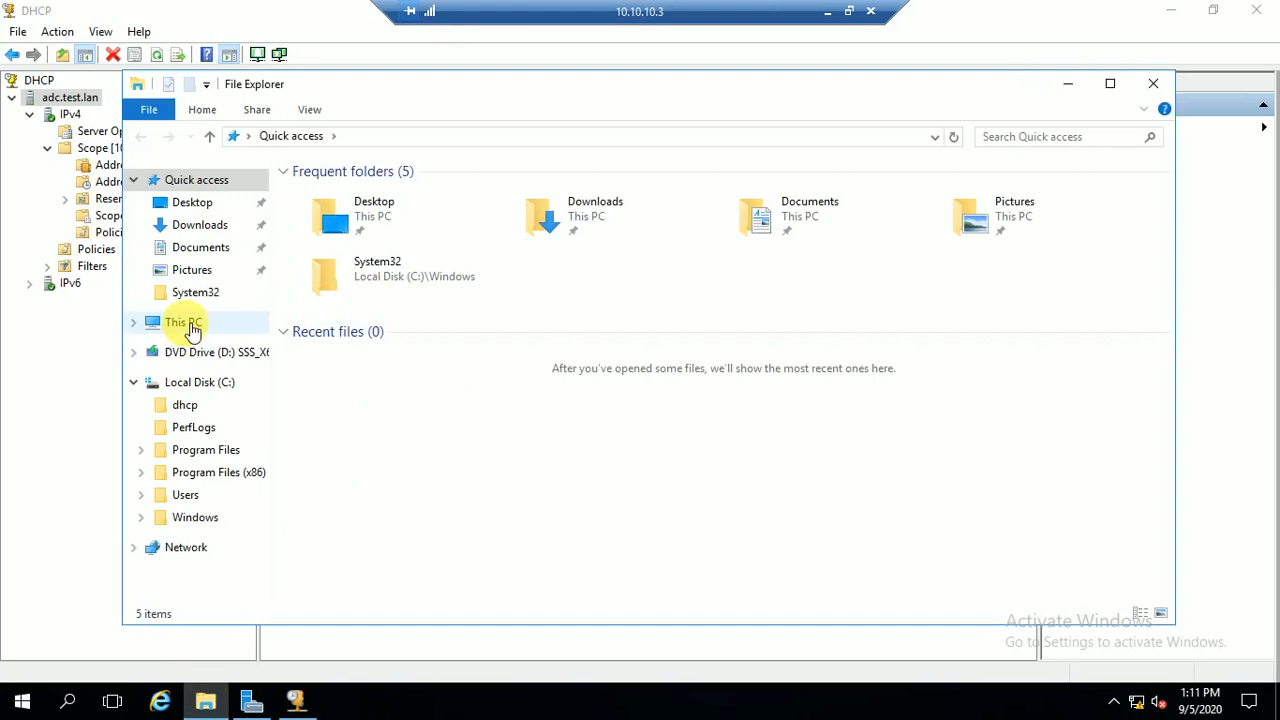 DHCP
10.10.10.3
File Action View Help
DHCP
adc.test.lan
IPv4
Server Op
Scope [10
Addre
Addre
Reser
Scope
Polici
Policies
Filters
IPv6
File Explorer
File Home Share View
Quick access
Search Quick access
Quick access
Desktop
Downloads
Documents
Pictures
System32
This PC
DVD Drive (D:) SSS_X6
Local Disk (C:)
dhcp
PerfLogs
Program Files
Program Files (x86)
Users
Windows
Network
Frequent folders (5)
Desktop
This PC
Downloads
This PC
Documents
This PC
Pictures
This PC
System32
Local Disk (C:)\Windows
Recent files (0)
After you've opened some files, we'll show the most recent ones here.
5 items
Activate Windows
Go to Settings to activate Windows.
1:11 PM
9/5/2020